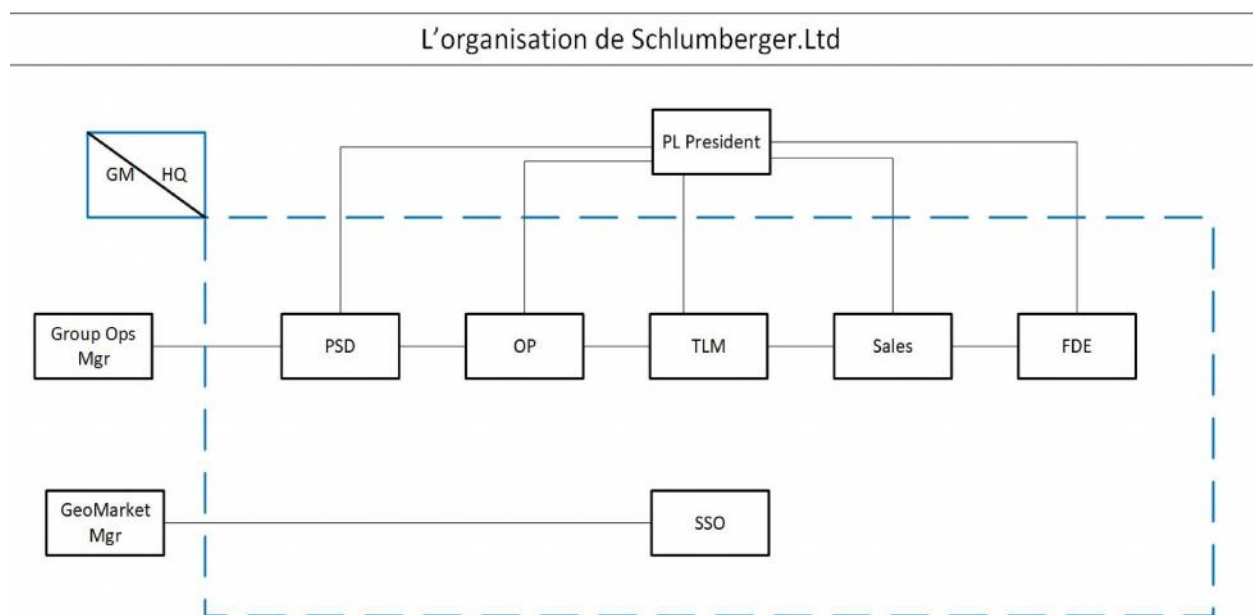 L'organisation de Schlumberger.Ltd
PL President
GM HQ
Group Ops
Mgr
PSD
OP
TLM
Sales
FDE
GeoMarket
Mgr
SSO